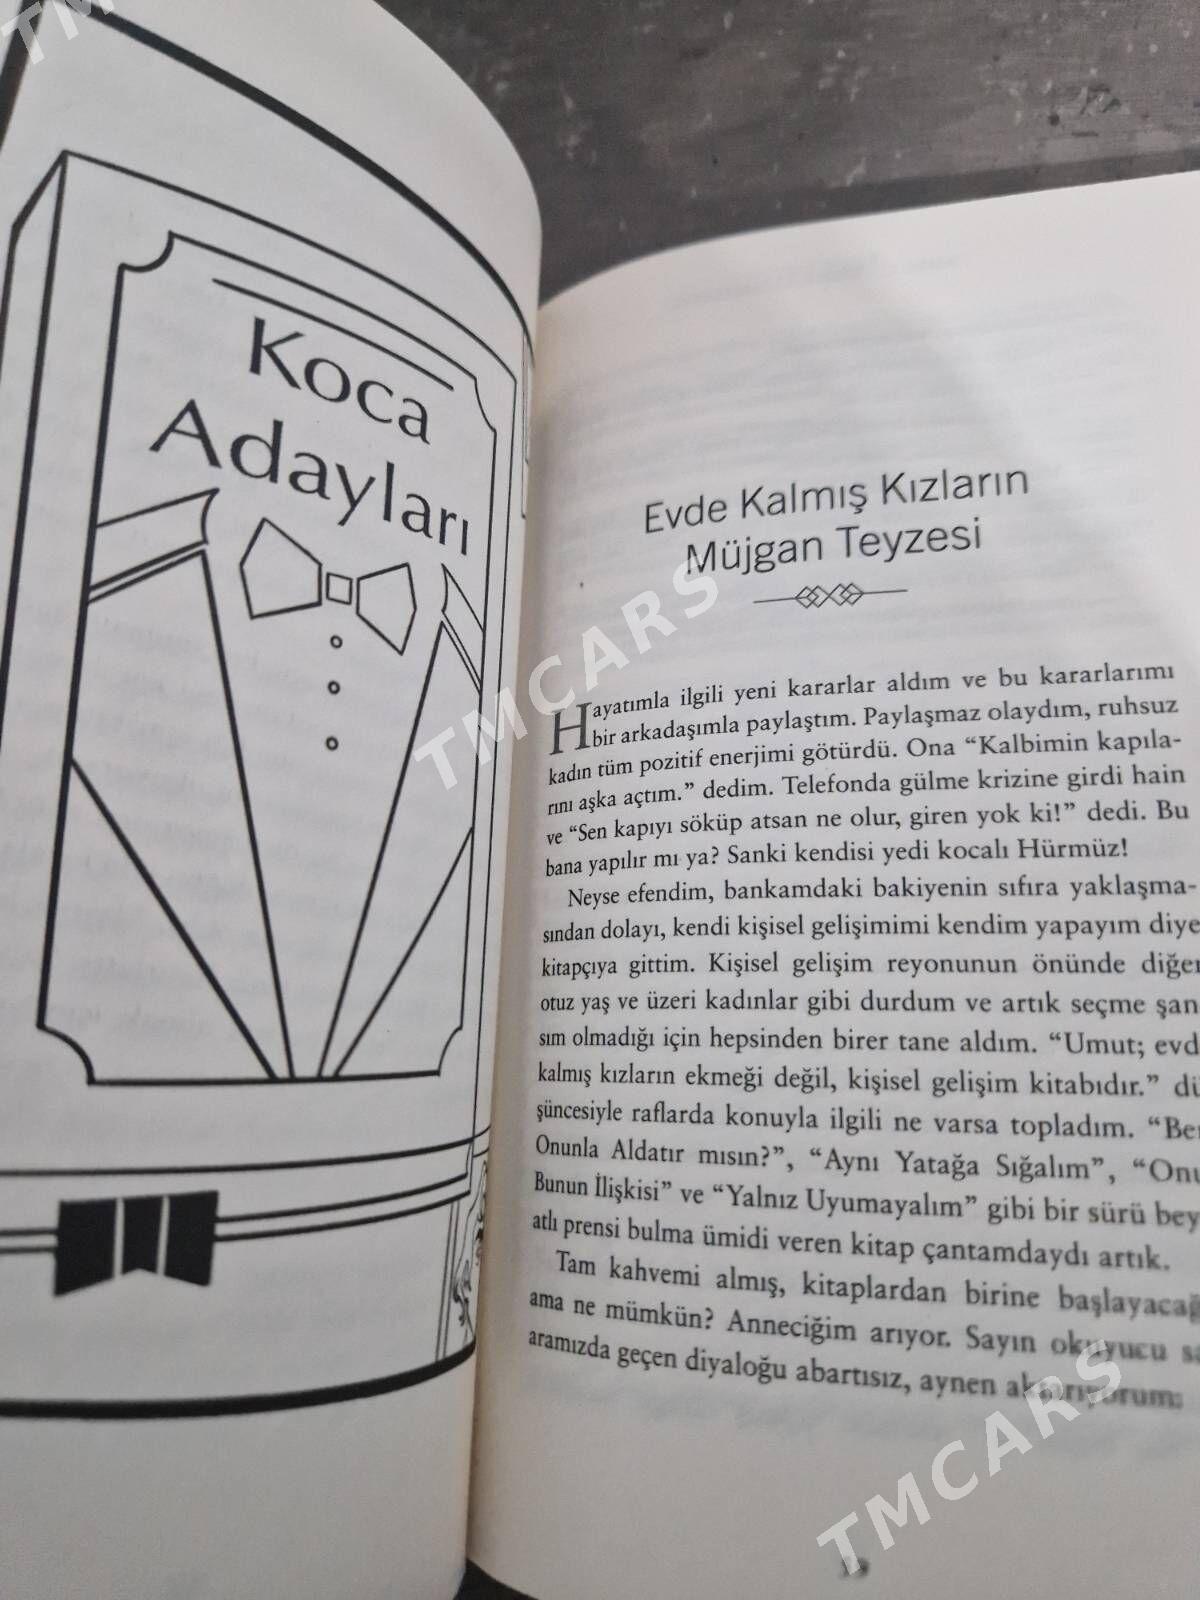 Koca
Adayları
Evde Kalmış Kızların
Müjgan Teyzesi
Hayatımla ilgili yeni kararlar aldım ve bu kararlarımı
bir arkadaşımla paylaştım. Paylaşmaz olaydım, ruhsuz
kadın tüm pozitif enerjimi götürdü. Ona “Kalbimin kapıla-
rını aşka açtım.” dedim. Telefonda gülme krizine girdi hain
ve “Sen kapıyı söküp atsan ne olur, giren yok ki!” dedi. Bu
bana yapılır mı ya? Sanki kendisi yedi kocalı Hürmüz!
Neyse efendim, bankamdaki bakiyenin sıfıra yaklaşma-
sından dolayı, kendi kişisel gelişimimi kendim yapayım diye
kitapçıya gittim. Kişisel gelişim reyonunun önünde diğer
otuz yaş ve üzeri kadınlar gibi durdum ve artık seçme şan
sım olmadığı için hepsinden birer tane aldım. “Umut; evd
kalmış kızların ekmeği değil, kişisel gelişim kitabıdır.” dü
şüncesiyle raflarda konuyla ilgili ne varsa topladım. “Ben
Onunla Aldatır mısın?”, “Aynı Yatağa Sığalım”, “Onu
Bunun İlişkisi” ve “Yalnız Uyumayalım” gibi bir sürü bey
atlı prensi bulma ümidi veren kitap çantamdaydı artık.
Tam kahvemi almış, kitaplardan birine başlayacağ
ama ne mümkün? Anneciğim arıyor. Sayın okuyucu sa
aramızda geçen diyaloğu abartısız, aynen aktarıyorum:
TMCARS
TMCARS
TM